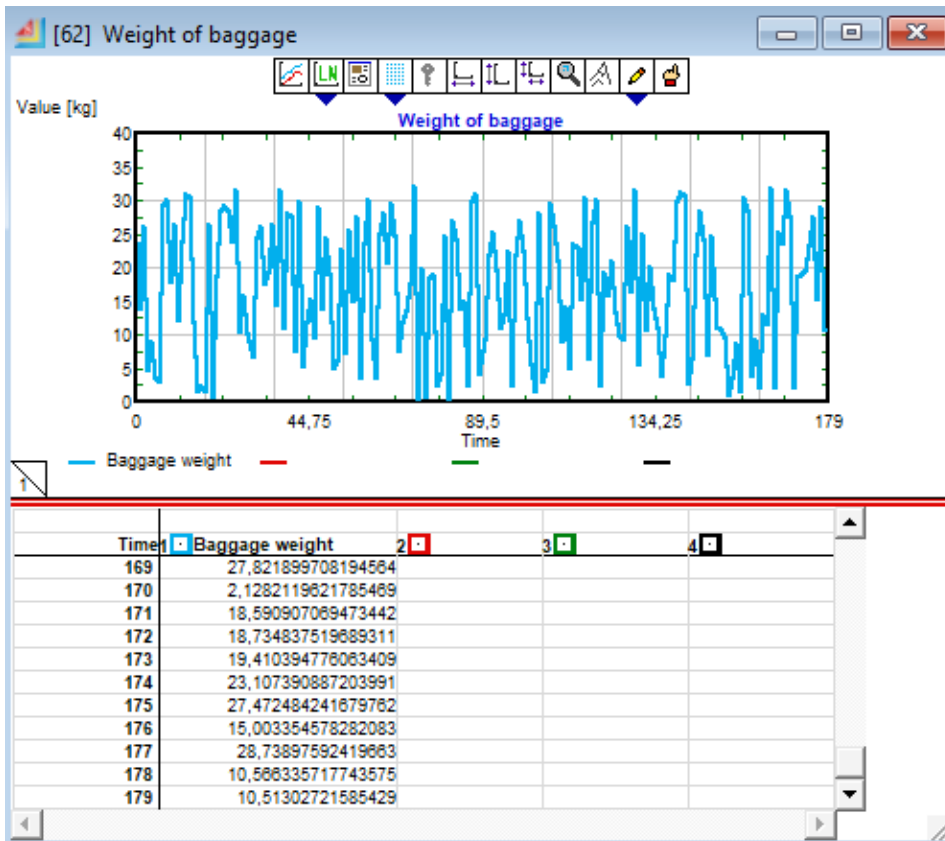 [62] Weight of baggage
LN
Value [kg]
Weight of baggage
40
35
30
25
20
15
10
5
0
0 44,75 89,5 134,25 179
Time
Baggage weight
1
Time 1 Baggage weight 2 3 4
169 27,821899708194564
170 2,1282119621785469
171 18,590907069473442
172 18,734837519689311
173 19,410394776063409
174 23,107390887203991
175 27,472484241679762
176 15,003354578282083
177 28,73897592419663
178 10,566335717743575
179 10,51302721585429